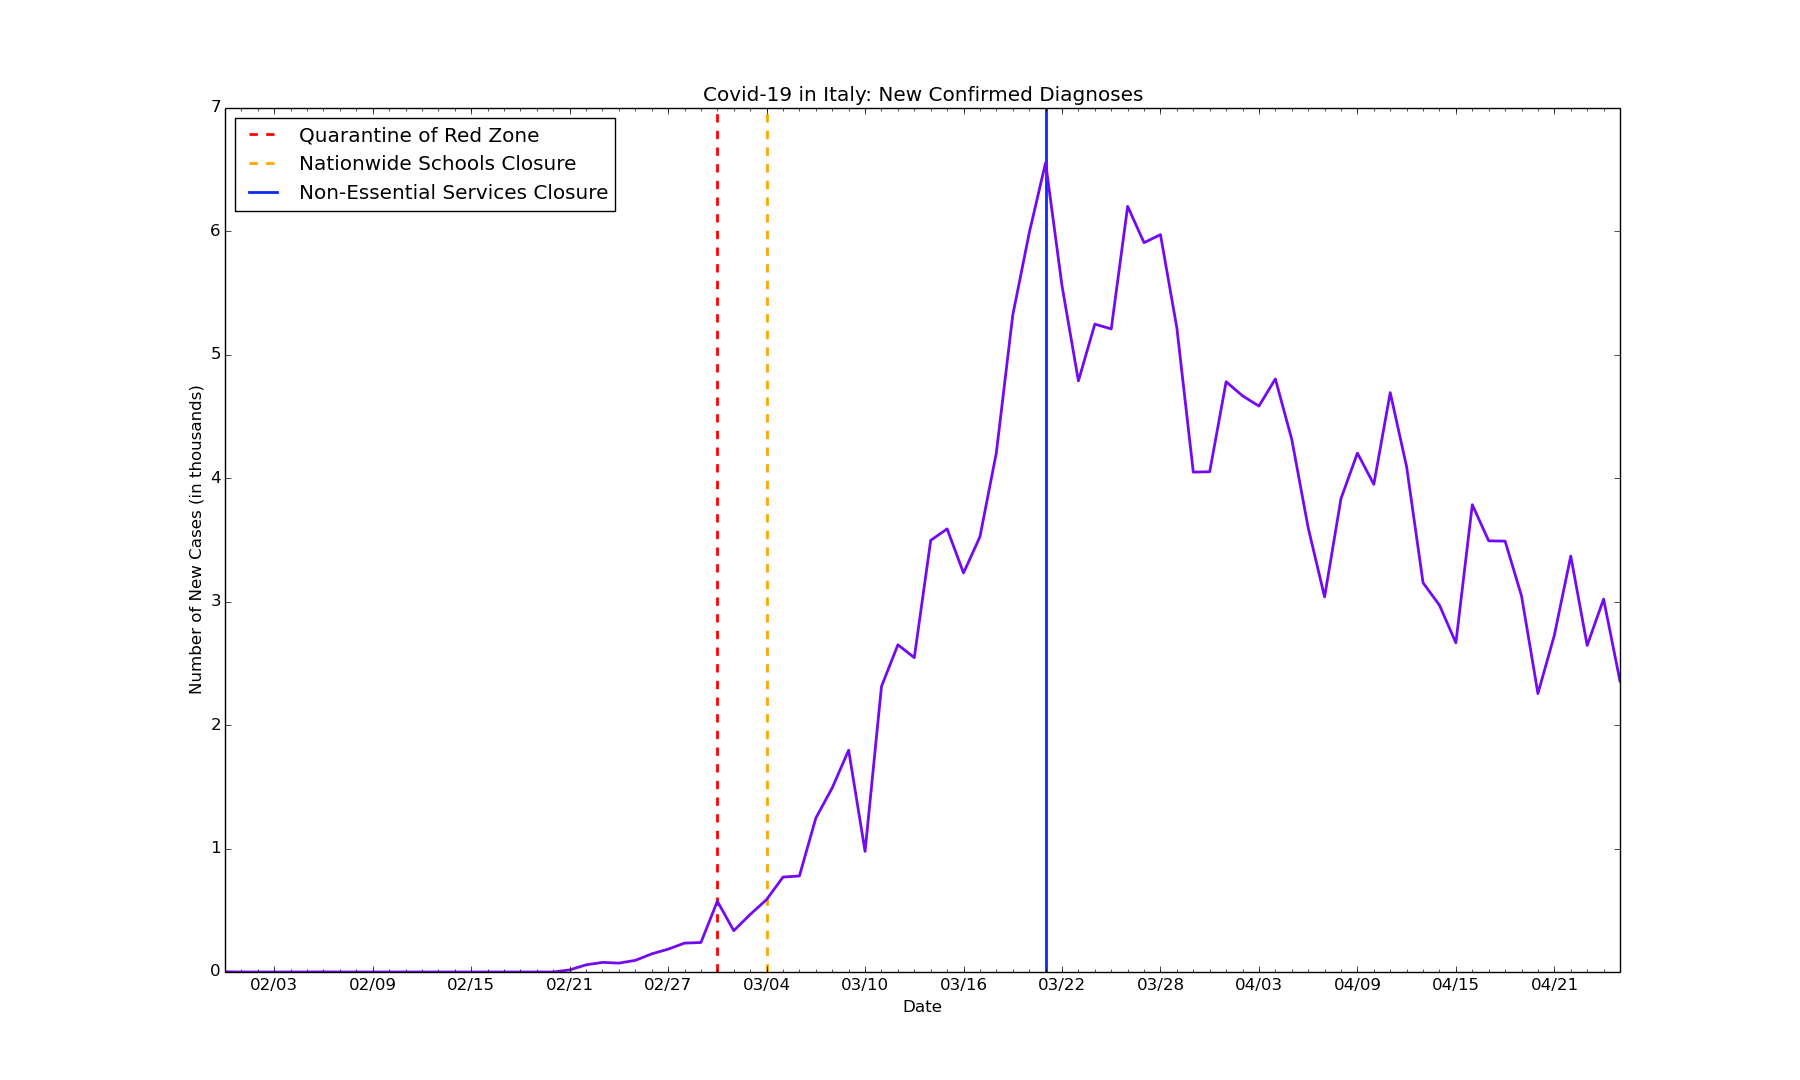 Covid-19 in Italy: New Confirmed Diagnoses
Quarantine of Red Zone
Nationwide Schools Closure
Non-Essential Services Closure
Number of New Cases (in thousands)
7
6
5
4
3
2
1
0
02/03 02/09 02/15 02/21 02/27 03/04 03/10 03/16 03/22 03/28 04/03 04/09 04/15 04/21
Date